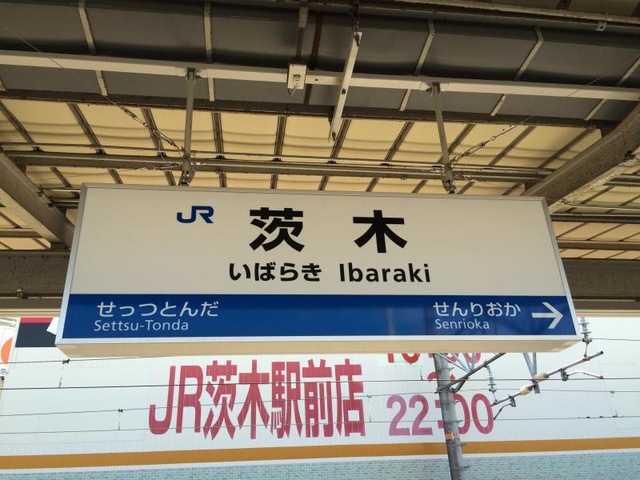 JR 茨木
いばらき Ibaraki
せっつとんだ せんりおか →
Settsu-Tonda Senrioka
JR茨木駅前店
22:00